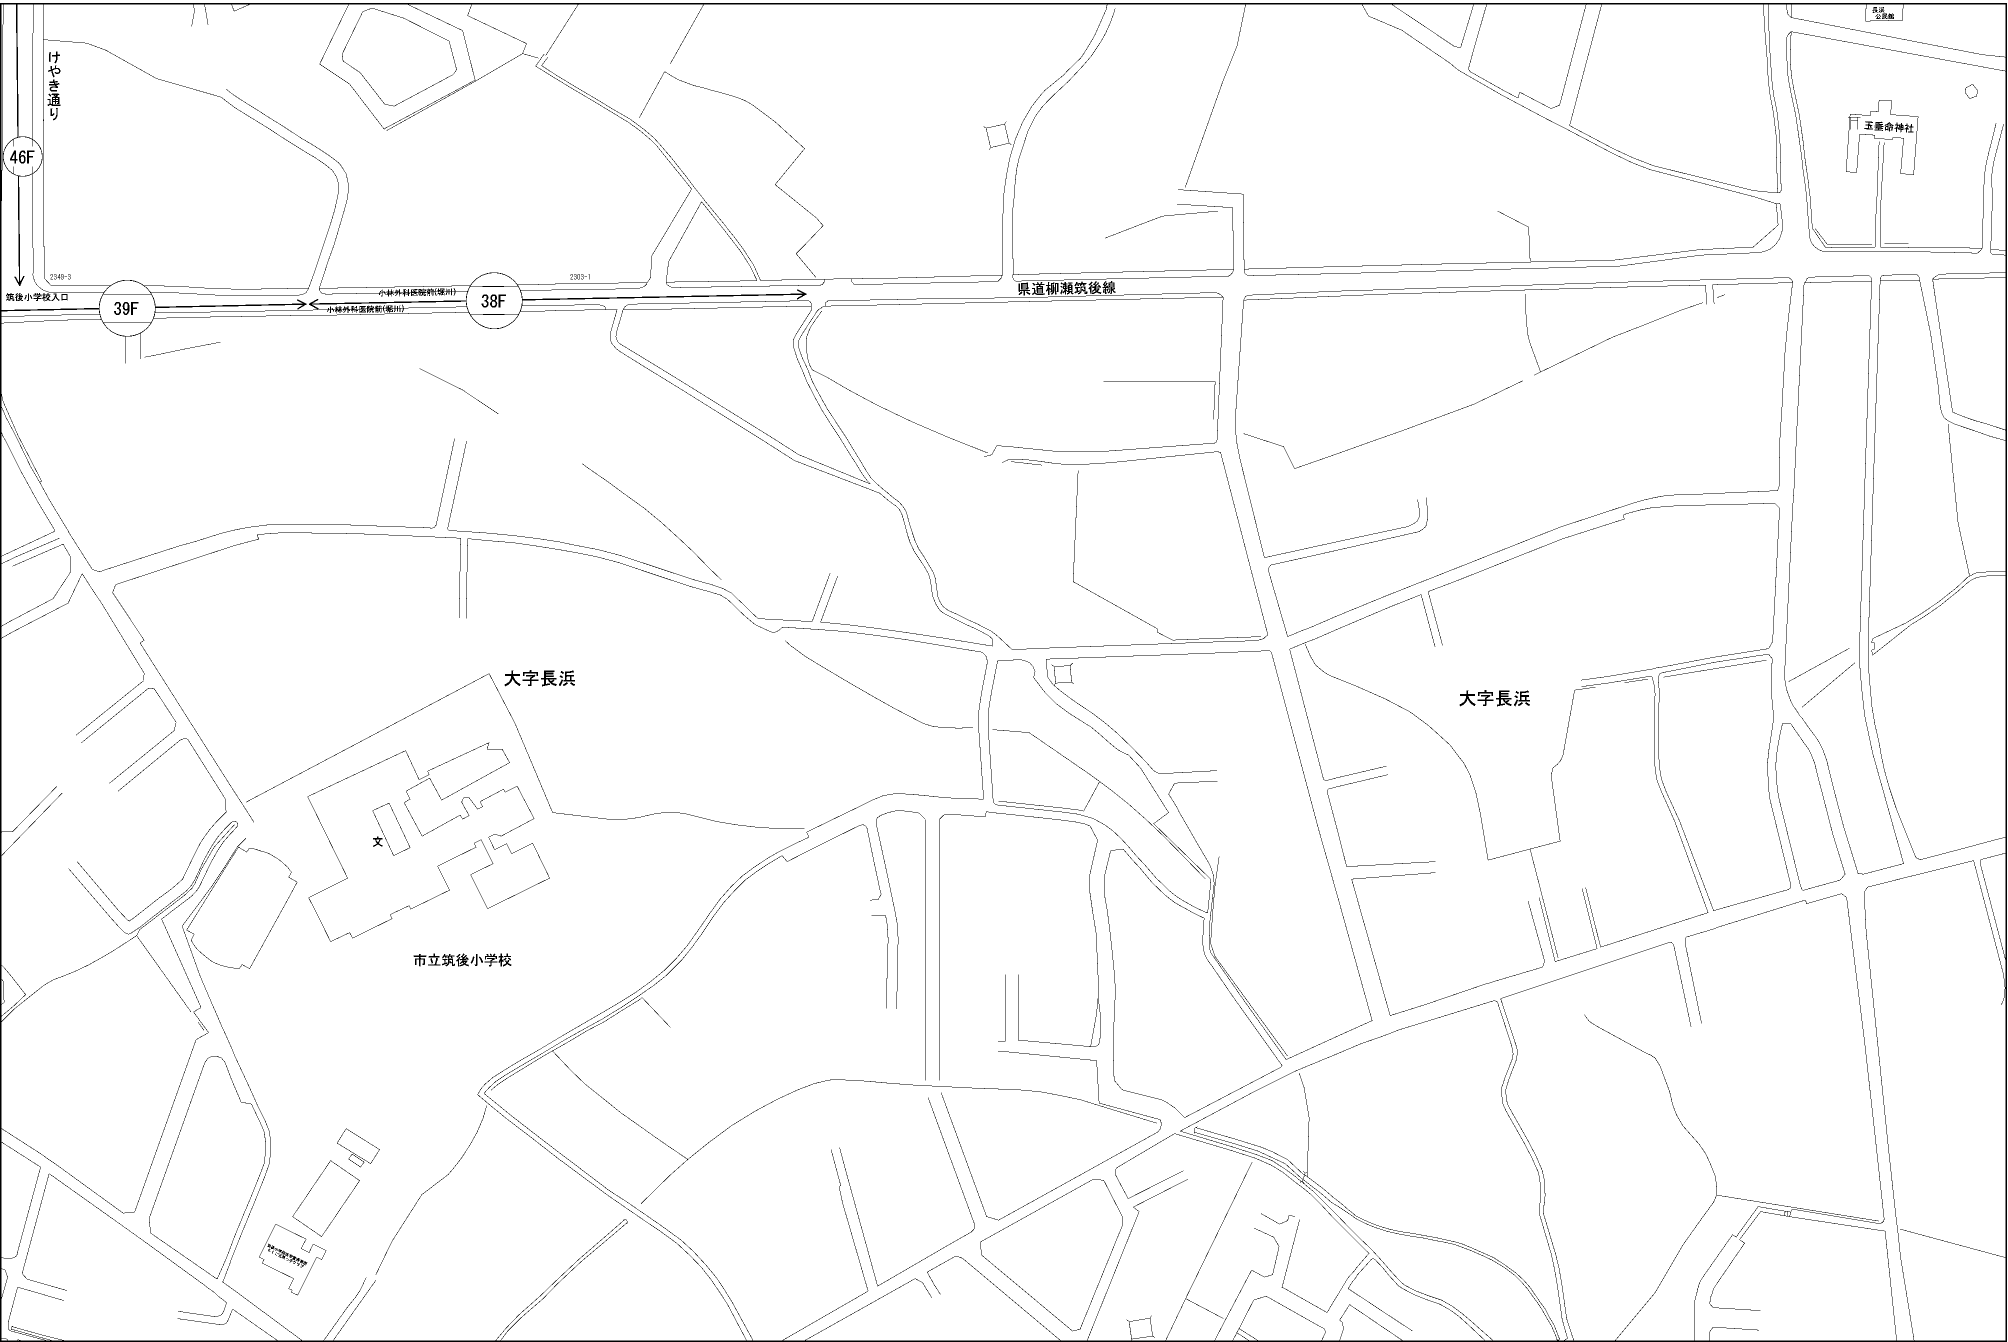 長浜
公民館
けやき通り
玉垂命神社
46F
2349-3
2303-1
筑後小学校入口
39F
小林外科医院前(堀川)
小林外科医院前(堀川)
38F
県道柳瀬筑後線
大字長浜
大字長浜
文
市立筑後小学校